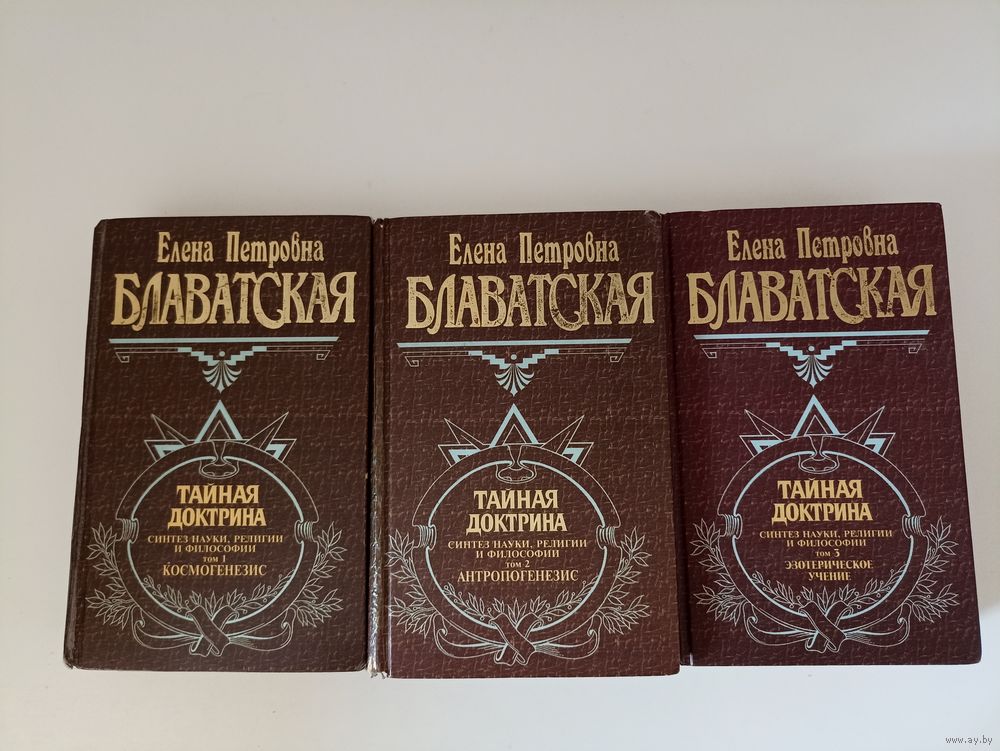 Елена Петровна
БЛАВАТСКАЯ
ТАЙНАЯ
ДОКТРИНА
СИНТЕЗ НАУКИ, РЕЛИГИИ
И ФИЛОСОФИИ
ТОМ 1
КОСМОГЕНЕЗИС
Елена Петровна
БЛАВАТСКАЯ
ТАЙНАЯ
ДОКТРИНА
СИНТЕЗ НАУКИ, РЕЛИГИИ
И ФИЛОСОФИИ
ТОМ 2
АНТРОПОГЕНЕЗИС
Елена Петровна
БЛАВАТСКАЯ
ТАЙНАЯ
ДОКТРИНА
СИНТЕЗ НАУКИ, РЕЛИГИИ
И ФИЛОСОФИИ
ТОМ 3
ЭЗОТЕРИЧЕСКОЕ
УЧЕНИЕ
www.ay.by